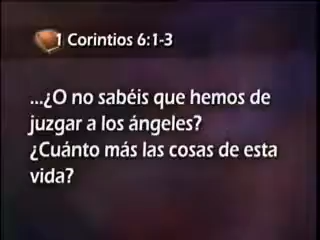 1 Corintios 6:1-3
...¿O no sabéis que hemos de
juzgar a los ángeles?
¿Cuánto más las cosas de esta
vida?